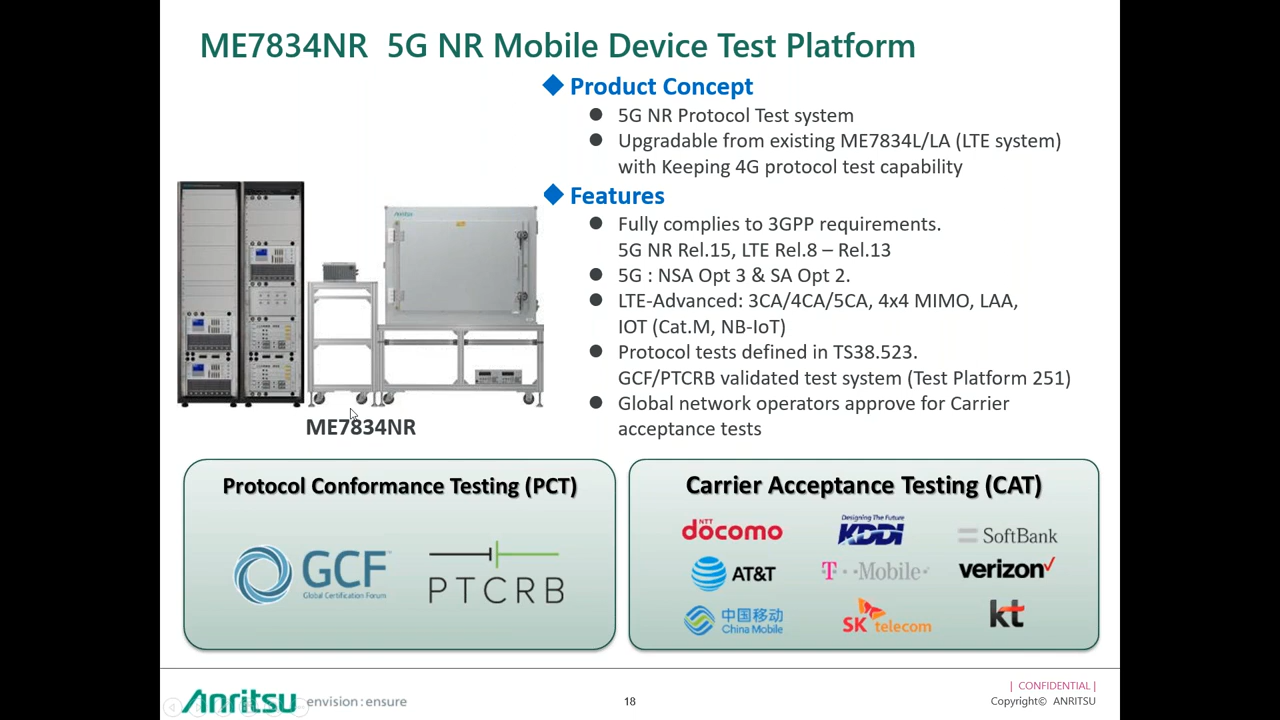 ME7834NR 5G NR Mobile Device Test Platform
Product Concept
5G NR Protocol Test system
Upgradable from existing ME7834L/LA (LTE system)
with Keeping 4G protocol test capability
Features
Fully complies to 3GPP requirements.
5G NR Rel.15, LTE Rel.8 – Rel.13
5G : NSA Opt 3 & SA Opt 2.
LTE-Advanced: 3CA/4CA/5CA, 4x4 MIMO, LAA,
IOT (Cat.M, NB-IoT)
Protocol tests defined in TS38.523.
GCF/PTCRB validated test system (Test Platform 251)
Global network operators approve for Carrier
acceptance tests
Anritsu
ME7834NR
Protocol Conformance Testing (PCT)
GCF
Global Certification Forum
PTCRB
Carrier Acceptance Testing (CAT)
NTT
docomo
Designing The Future
KDDI
SoftBank
AT&T
T··Mobile·
verizon✓
中国移动
China Mobile
SK telecom
kt
Anritsu envision : ensure
18
| CONFIDENTIAL |
Copyright© ANRITSU